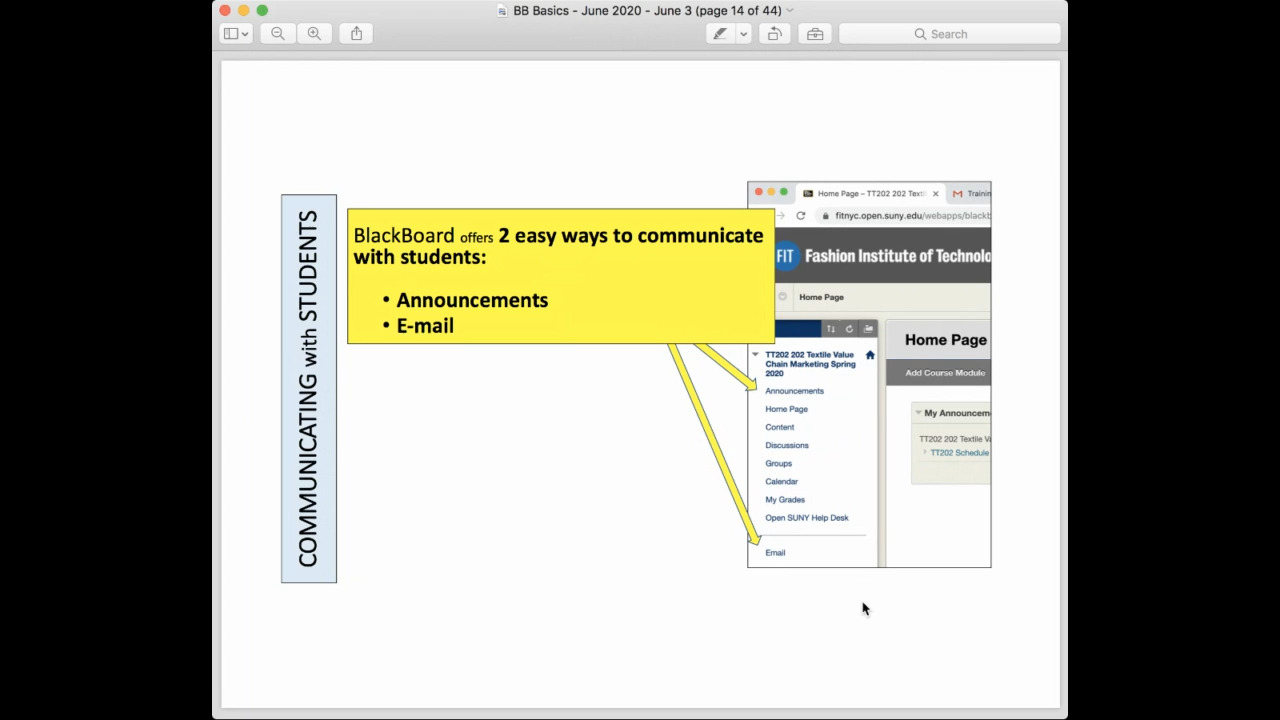 BB Basics - June 2020 - June 3 (page 14 of 44)
Search
COMMUNICATING with STUDENTS
BlackBoard offers 2 easy ways to communicate
with students:
• Announcements
• E-mail
Home Page – TT202 202 Texti
Trainin
fitnyc.open.suny.edu/webapps/blackb
FIT
Fashion Institute of Technolo
Home Page
TT202 202 Textile Value
Chain Marketing Spring
2020
Announcements
Home Page
Content
Discussions
Groups
Calendar
My Grades
Open SUNY Help Desk
Email
Home Page
Add Course Module
My Announcem
TT202 202 Textile Va
TT202 Schedule